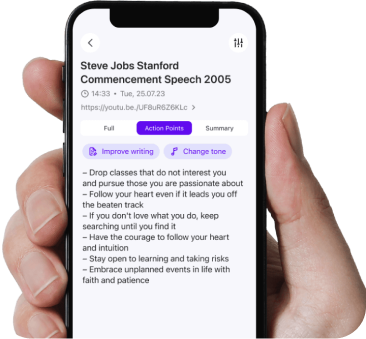 Steve Jobs Stanford
Commencement Speech 2005
14:33 • Tue, 25.07.23
https://youtu.be./UF8uR6Z6KLc >
Full Action Points Summary
Improve writing Change tone
– Drop classes that do not interest you
and pursue those you are passionate about
– Follow your heart even if it leads you off
the beaten track
– If you don't love what you do, keep
searching until you find it
– Have the courage to follow your heart
and intuition
– Stay open to learning and taking risks
– Embrace unplanned events in life with
faith and patience